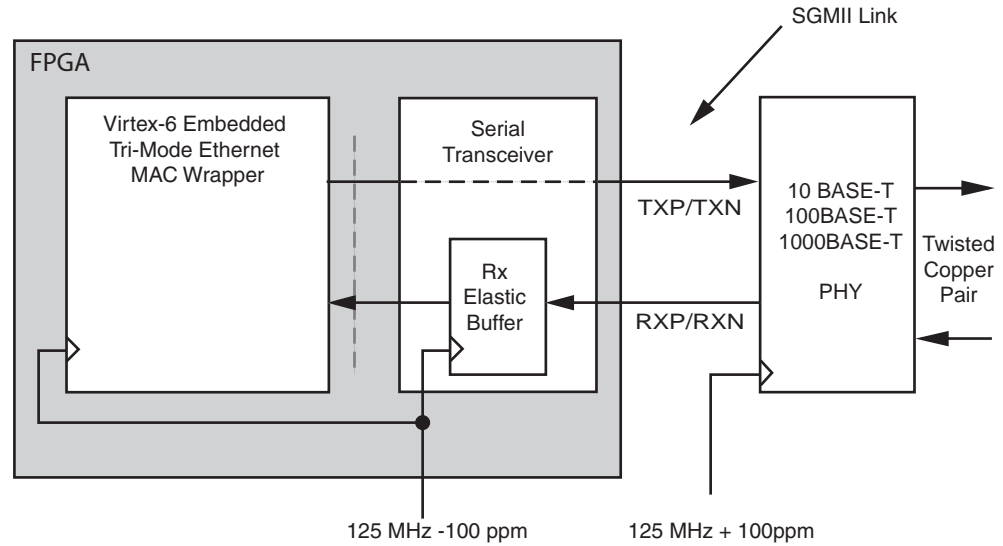 SGMII Link
FPGA
Virtex-6 Embedded
Tri-Mode Ethernet
MAC Wrapper
Serial
Transceiver
TXP/TXN
10 BASE-T
100BASE-T
1000BASE-T
PHY
Twisted
Copper
Pair
Rx
Elastic
Buffer
RXP/RXN
125 MHz -100 ppm
125 MHz + 100ppm